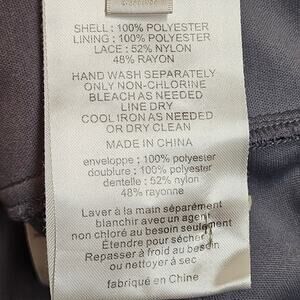 SHELL : 100% POLYESTER
LINING : 100% POLYESTER
LACE : 52% NYLON
48% RAYON
HAND WASH SEPARATELY
ONLY NON-CHLORINE
BLEACH AS NEEDED
LINE DRY
COOL IRON AS NEEDED
OR DRY CLEAN
MADE IN CHINA
enveloppe : 100% polyester
doublure : 100% polyester
dentelle : 52% nylon
48% rayonne
Laver à la main séparément
blanchir avec un agent
non chloré au besoin seulement
Étendre pour sécher
Repasser à froid au besoin
ou nettoyer à sec
fabriqué en Chine